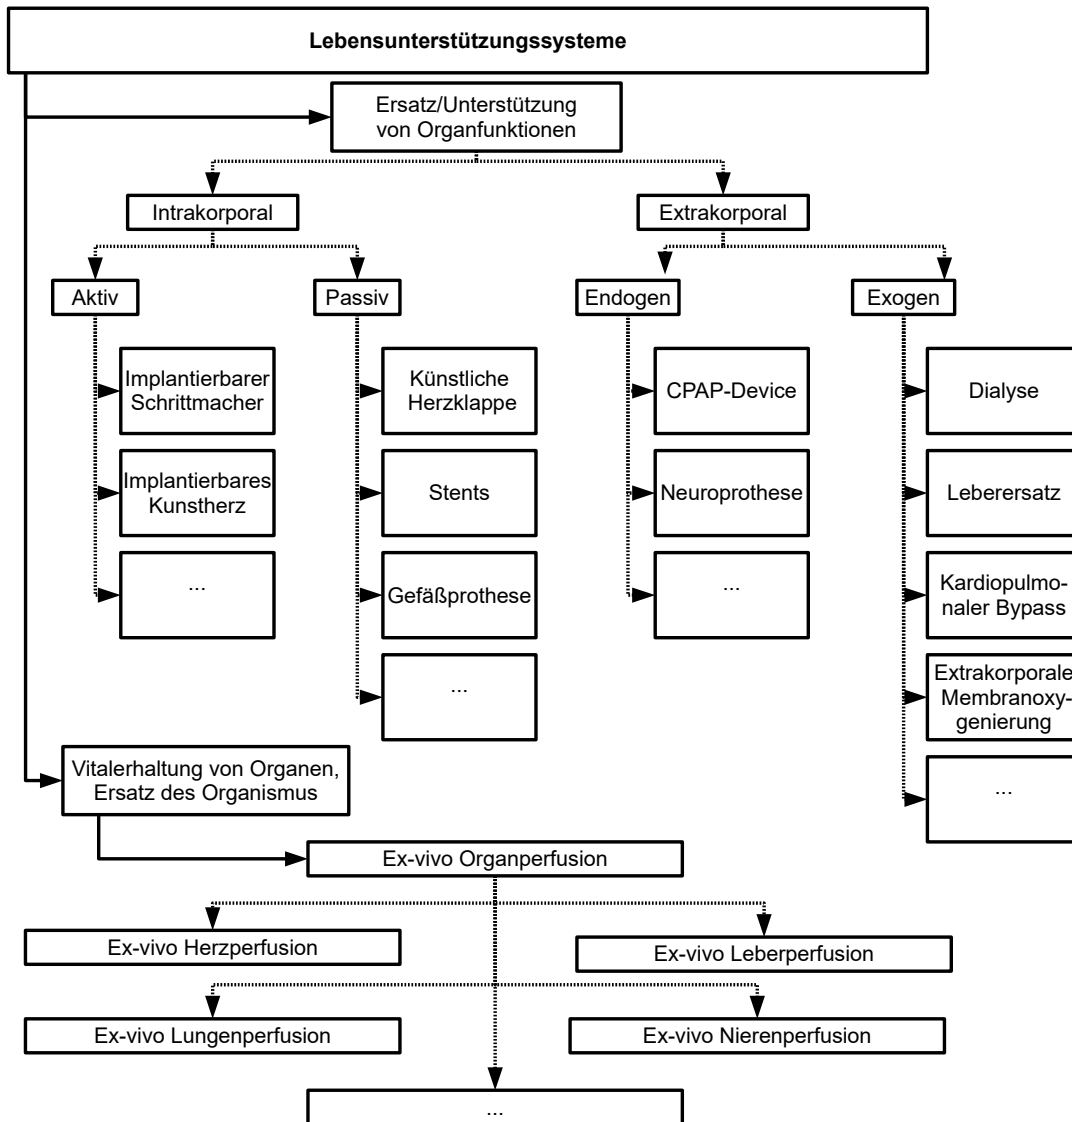 Lebensunterstützungssysteme
Ersatz/Unterstützung
von Organfunktionen
Intrakorporal
Extrakorporal
Aktiv
Passiv
Endogen
Exogen
Implantierbarer
Schrittmacher
Künstliche
Herzklappe
CPAP-Device
Dialyse
Implantierbares
Kunstherz
Stents
Neuroprothese
Leberersatz
...
Gefäßprothese
...
Kardiopulmo-
naler Bypass
...
Extrakorporale
Membranoxy-
genierung
Vitalerhaltung von Organen,
Ersatz des Organismus
...
Ex-vivo Organperfusion
Ex-vivo Herzperfusion
Ex-vivo Leberperfusion
Ex-vivo Lungenperfusion
Ex-vivo Nierenperfusion
...